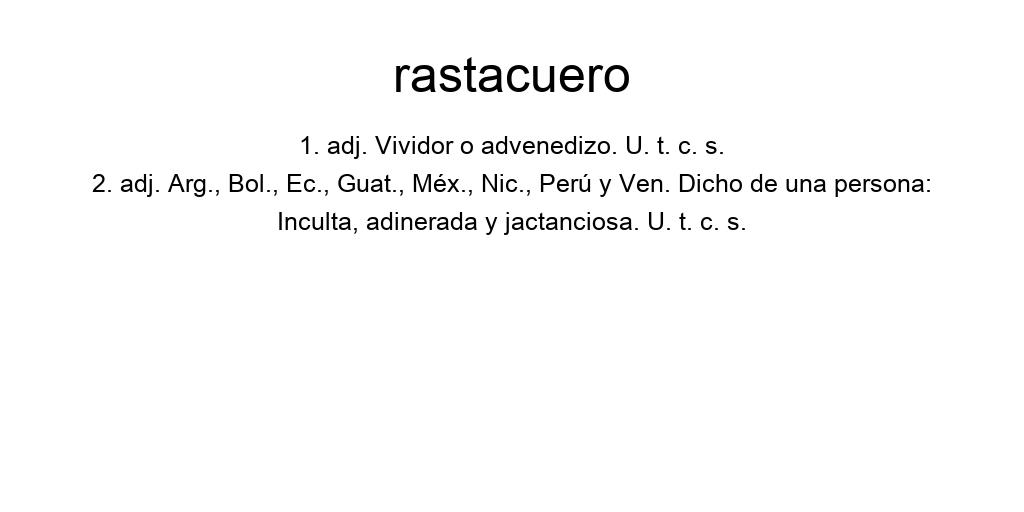 rastacuero
1. adj. Vividor o advenedizo. U. t. c. s.
2. adj. Arg., Bol., Ec., Guat., Méx., Nic., Perú y Ven. Dicho de una persona:
Inculta, adinerada y jactanciosa. U. t. c. s.